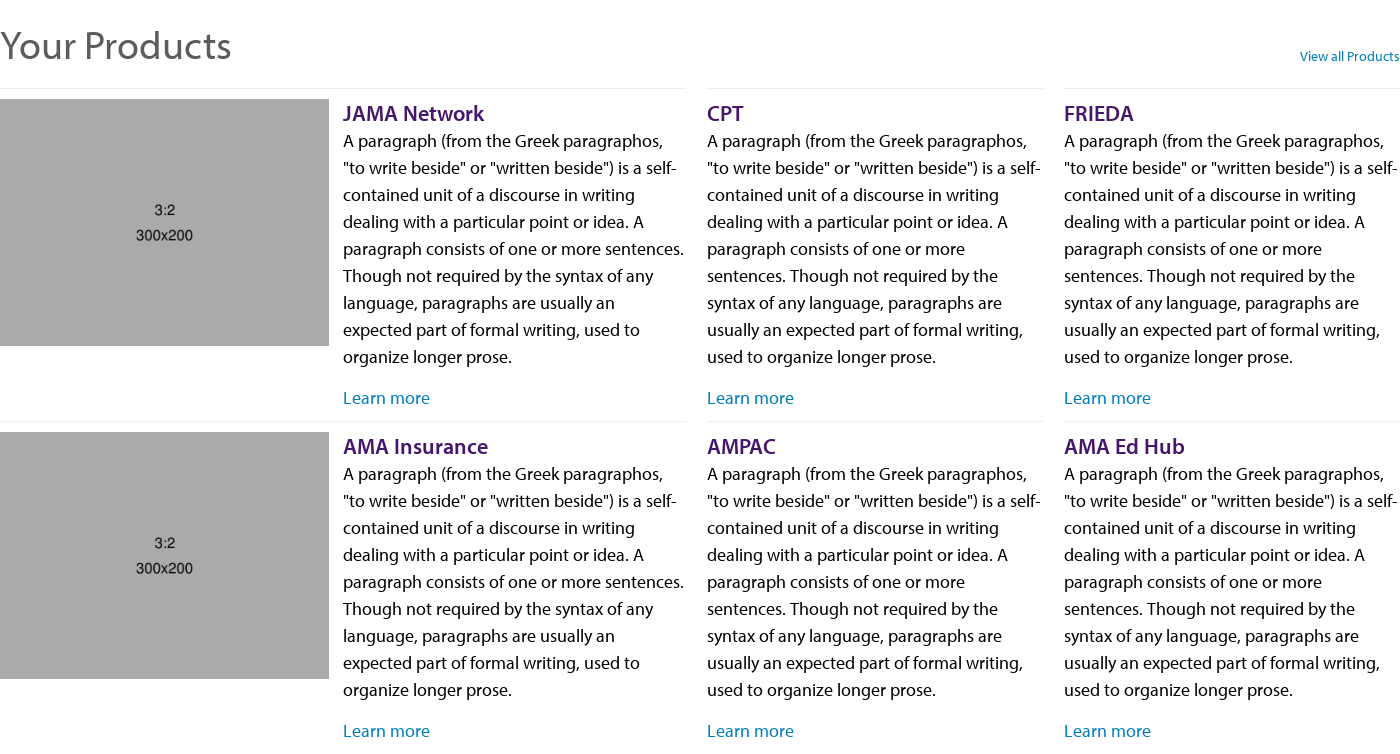 Your Products
View all Products
3:2
300x200
JAMA Network
A paragraph (from the Greek paragraphos,
"to write beside" or "written beside") is a self-
contained unit of a discourse in writing
dealing with a particular point or idea. A
paragraph consists of one or more sentences.
Though not required by the syntax of any
language, paragraphs are usually an
expected part of formal writing, used to
organize longer prose.
Learn more
CPT
A paragraph (from the Greek paragraphos,
"to write beside" or "written beside") is a self-
contained unit of a discourse in writing
dealing with a particular point or idea. A
paragraph consists of one or more
sentences. Though not required by the
syntax of any language, paragraphs are
usually an expected part of formal writing,
used to organize longer prose.
Learn more
FRIEDA
A paragraph (from the Greek paragraphos,
"to write beside" or "written beside") is a self-
contained unit of a discourse in writing
dealing with a particular point or idea. A
paragraph consists of one or more
sentences. Though not required by the
syntax of any language, paragraphs are
usually an expected part of formal writing,
used to organize longer prose.
Learn more
3:2
300x200
AMA Insurance
A paragraph (from the Greek paragraphos,
"to write beside" or "written beside") is a self-
contained unit of a discourse in writing
dealing with a particular point or idea. A
paragraph consists of one or more sentences.
Though not required by the syntax of any
language, paragraphs are usually an
expected part of formal writing, used to
organize longer prose.
Learn more
AMPAC
A paragraph (from the Greek paragraphos,
"to write beside" or "written beside") is a self-
contained unit of a discourse in writing
dealing with a particular point or idea. A
paragraph consists of one or more
sentences. Though not required by the
syntax of any language, paragraphs are
usually an expected part of formal writing,
used to organize longer prose.
Learn more
AMA Ed Hub
A paragraph (from the Greek paragraphos,
"to write beside" or "written beside") is a self-
contained unit of a discourse in writing
dealing with a particular point or idea. A
paragraph consists of one or more
sentences. Though not required by the
syntax of any language, paragraphs are
usually an expected part of formal writing,
used to organize longer prose.
Learn more